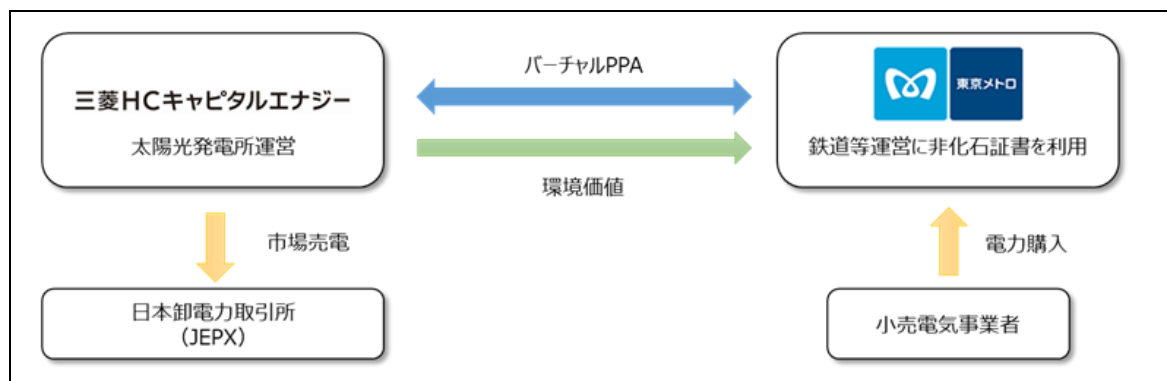 三菱HCキャピタルエナジー
太陽光発電所運営
バーチャルPPA
環境価値
東京メトロ
鉄道等運営に非化石証書を利用
市場売電
電力購入
日本卸電力取引所
(JEPX)
小売電気事業者